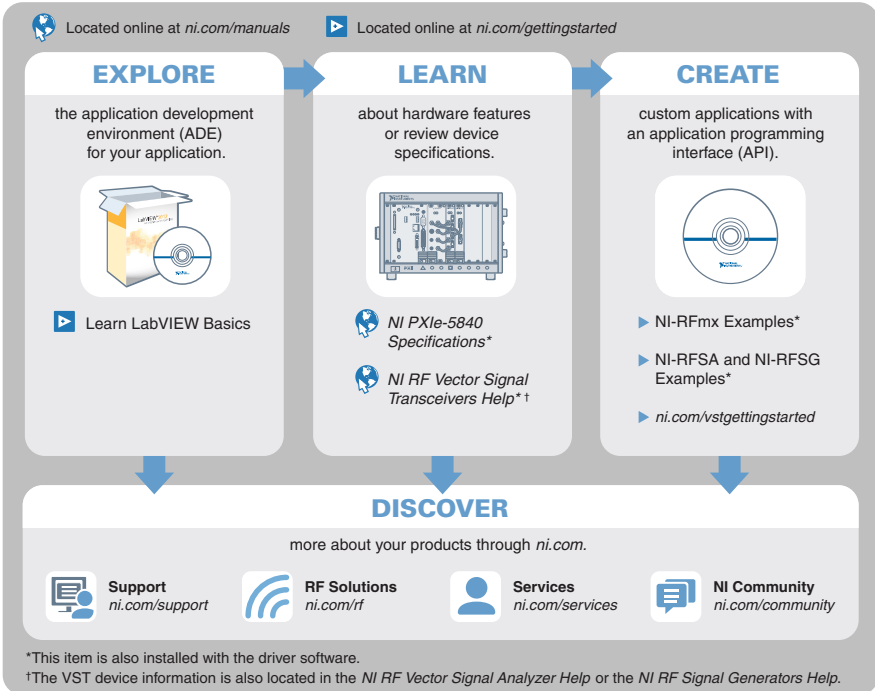 Located online at ni.com/manuals
Located online at ni.com/gettingstarted
EXPLORE
the application development
environment (ADE)
for your application.
LabVIEW
Learn LabVIEW Basics
LEARN
about hardware features
or review device
specifications.
NI PXIe-5840
Specifications*
NI RF Vector Signal
Transceivers Help* †
CREATE
custom applications with
an application programming
interface (API).
NI-RFmx Examples*
NI-RFSA and NI-RFSG
Examples*
ni.com/vstgettingstarted
DISCOVER
more about your products through ni.com.
Support
ni.com/support
RF Solutions
ni.com/rf
Services
ni.com/services
NI Community
ni.com/community
*This item is also installed with the driver software.
†The VST device information is also located in the NI RF Vector Signal Analyzer Help or the NI RF Signal Generators Help.